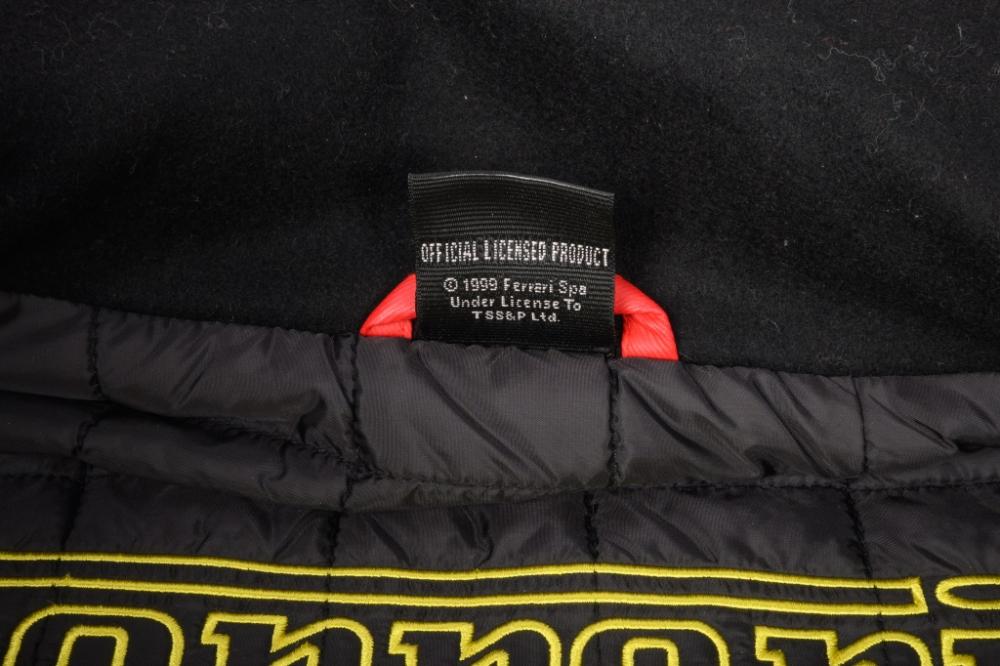 OFFICIAL LICENSED PRODUCT
© 1999 Ferrari Spa
Under License To
TSS&P Ltd.